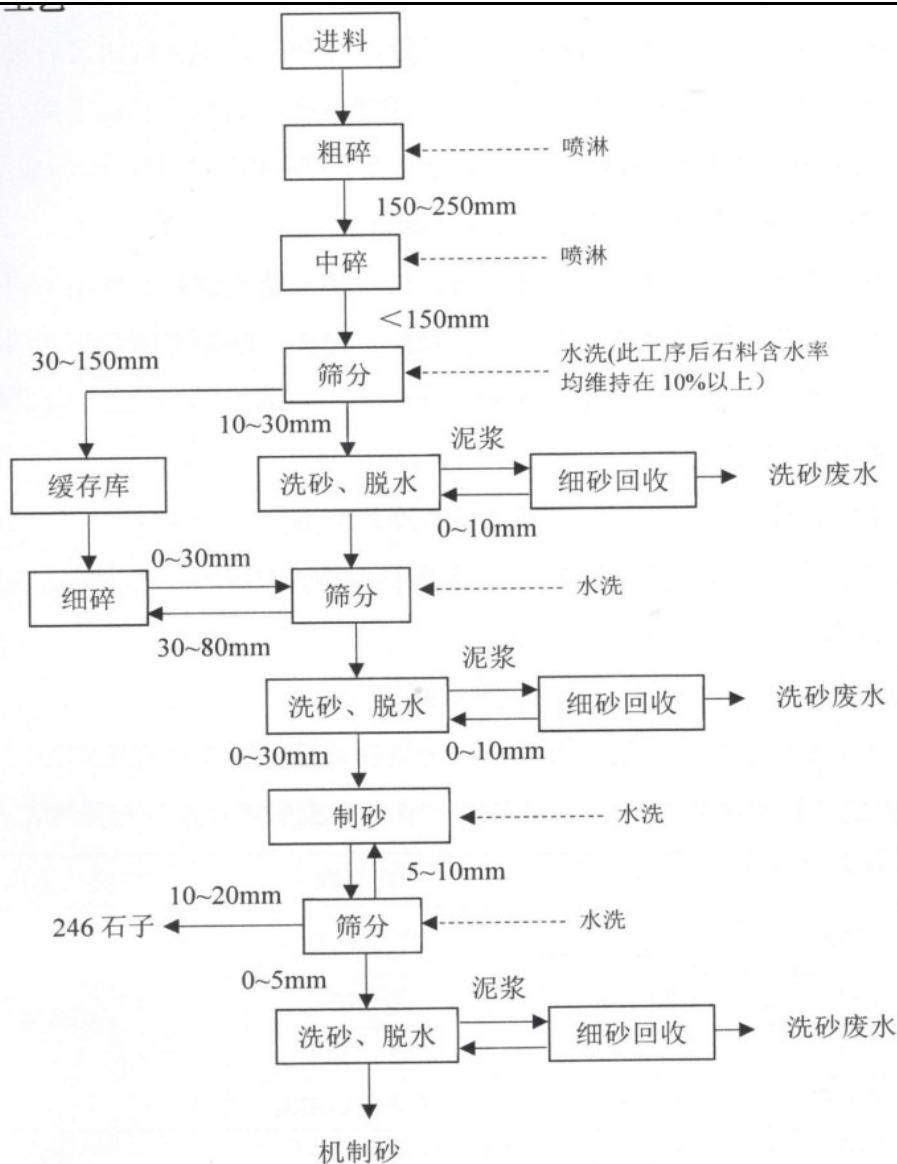 进料
粗碎
喷淋
150~250mm
中碎
喷淋
＜150mm
30~150mm
筛分
水洗(此工序后石料含水率
均维持在 10%以上）
10~30mm
泥浆
缓存库
洗砂、脱水
细砂回收
洗砂废水
0~10mm
0~30mm
细碎
筛分
水洗
30~80mm
泥浆
洗砂、脱水
细砂回收
洗砂废水
0~30mm
0~10mm
制砂
水洗
5~10mm
10~20mm
246 石子
筛分
水洗
0~5mm
泥浆
洗砂、脱水
细砂回收
洗砂废水
机制砂